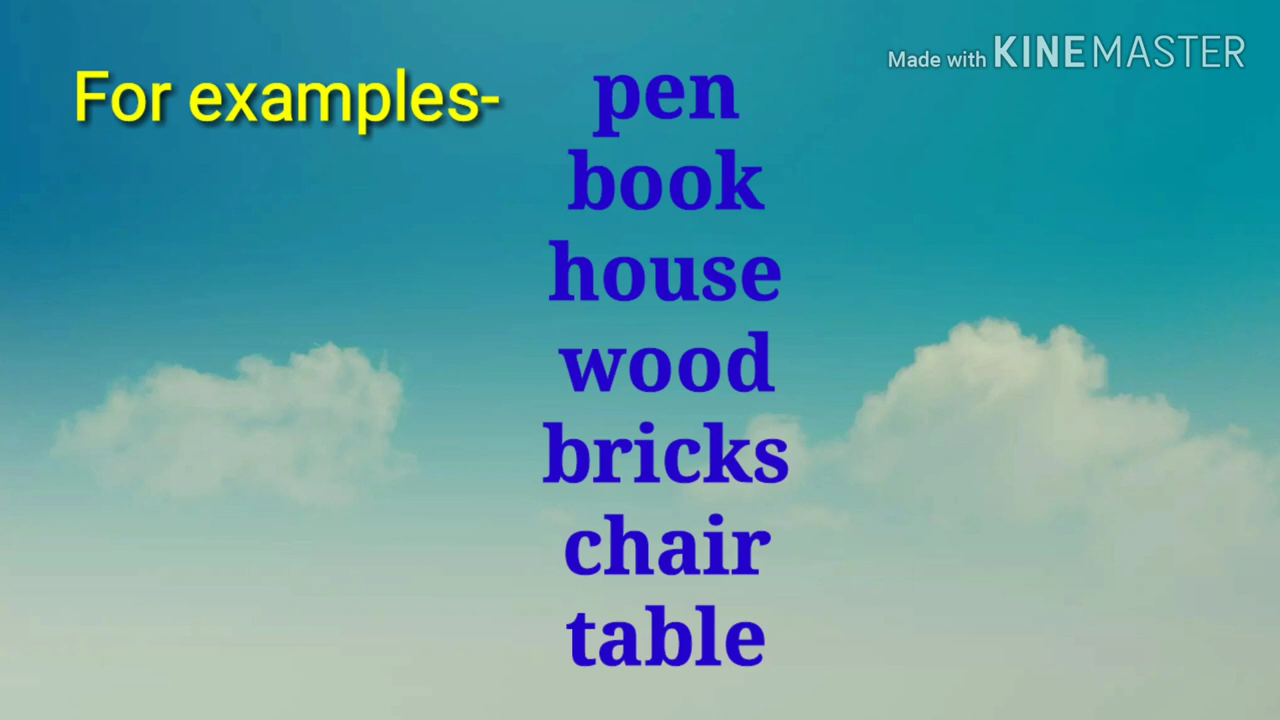 Made with KINEMASTER
For examples- pen
book
house
wood
bricks
chair
table